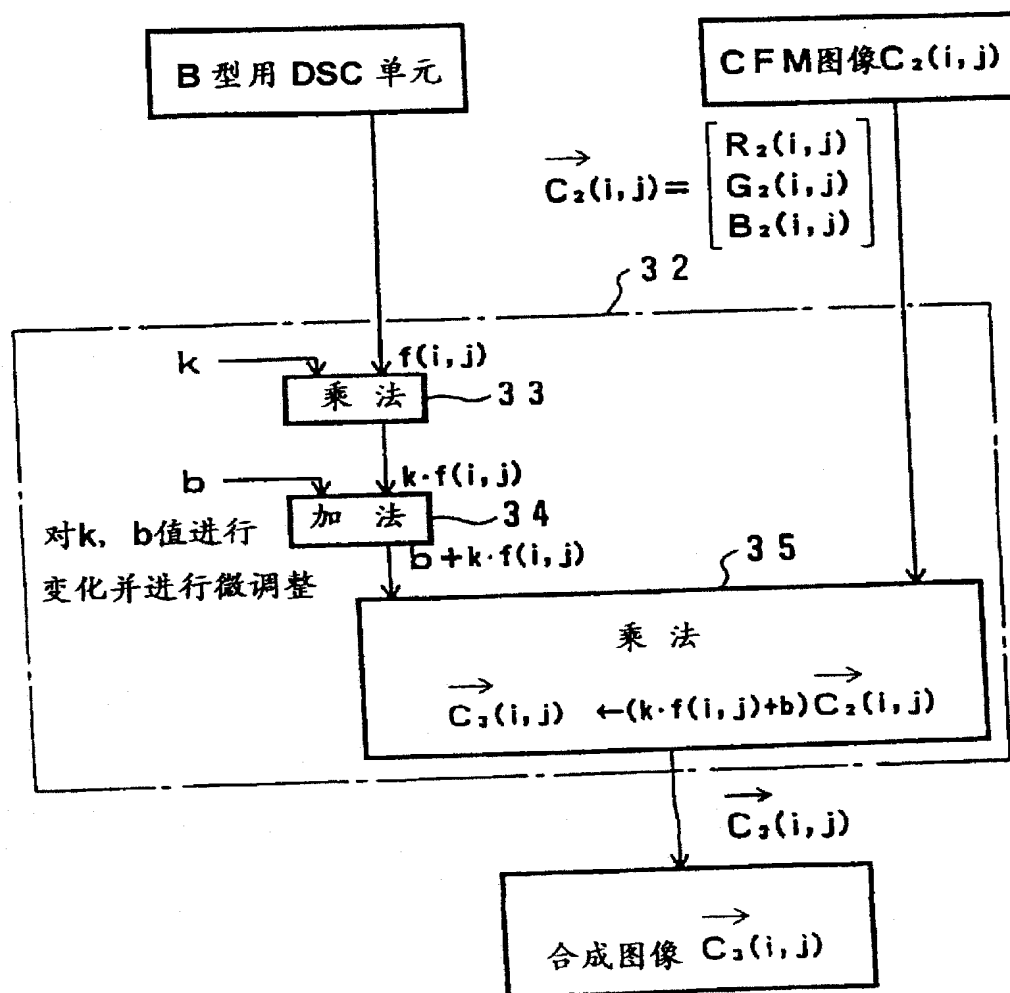 B 型用 DSC 单元
CFM图像C₂(i,j)
C₂(i,j)=
R₂(i,j)
G₂(i,j)
B₂(i,j)
32
k
f(i,j)
乘 法
33
b
k·f(i,j)
加 法
34
b+k·f(i,j)
对k, b值进行
变化并进行微调整
35
乘 法
C₃(i,j) ←(k·f(i,j)+b)C₂(i,j)
C₃(i,j)
合成图像 C₃(i,j)